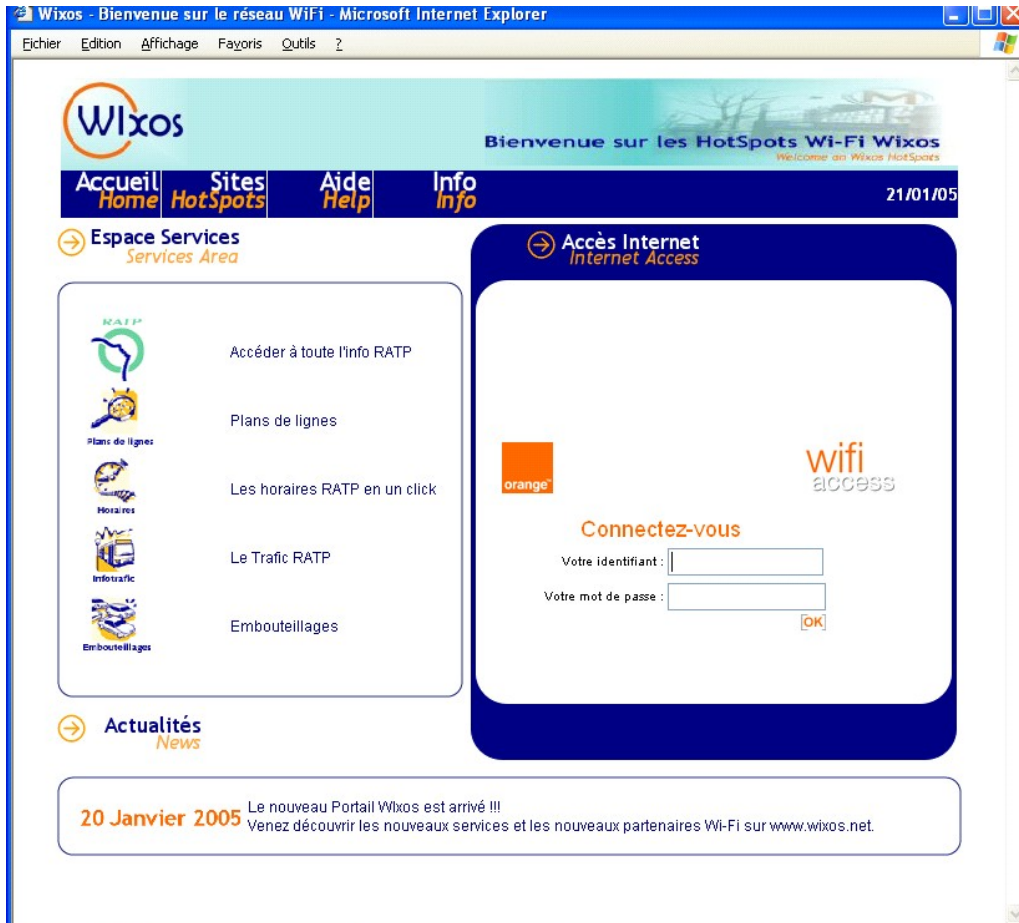 Wixos - Bienvenue sur le réseau WiFi - Microsoft Internet Explorer
Fichier Edition Affichage Favoris Outils ?
WIxos
Bienvenue sur les HotSpots Wi-Fi Wixos
Welcome on Wixos HotSpots
Accueil Sites Aide Info
Home HotSpots Help Info
21/01/05
Espace Services
Services Area
RATP
Accéder à toute l'info RATP
Plans de lignes
Plans de lignes
Horaires
Les horaires RATP en un click
Infotrafic
Le Trafic RATP
Embouteillages
Embouteillages
Accès Internet
Internet Access
orange™
wifi
access
Connectez-vous
Votre identifiant :
Votre mot de passe :
OK
Actualités
News
20 Janvier 2005
Le nouveau Portail WIxos est arrivé !!!
Venez découvrir les nouveaux services et les nouveaux partenaires Wi-Fi sur www.wixos.net.